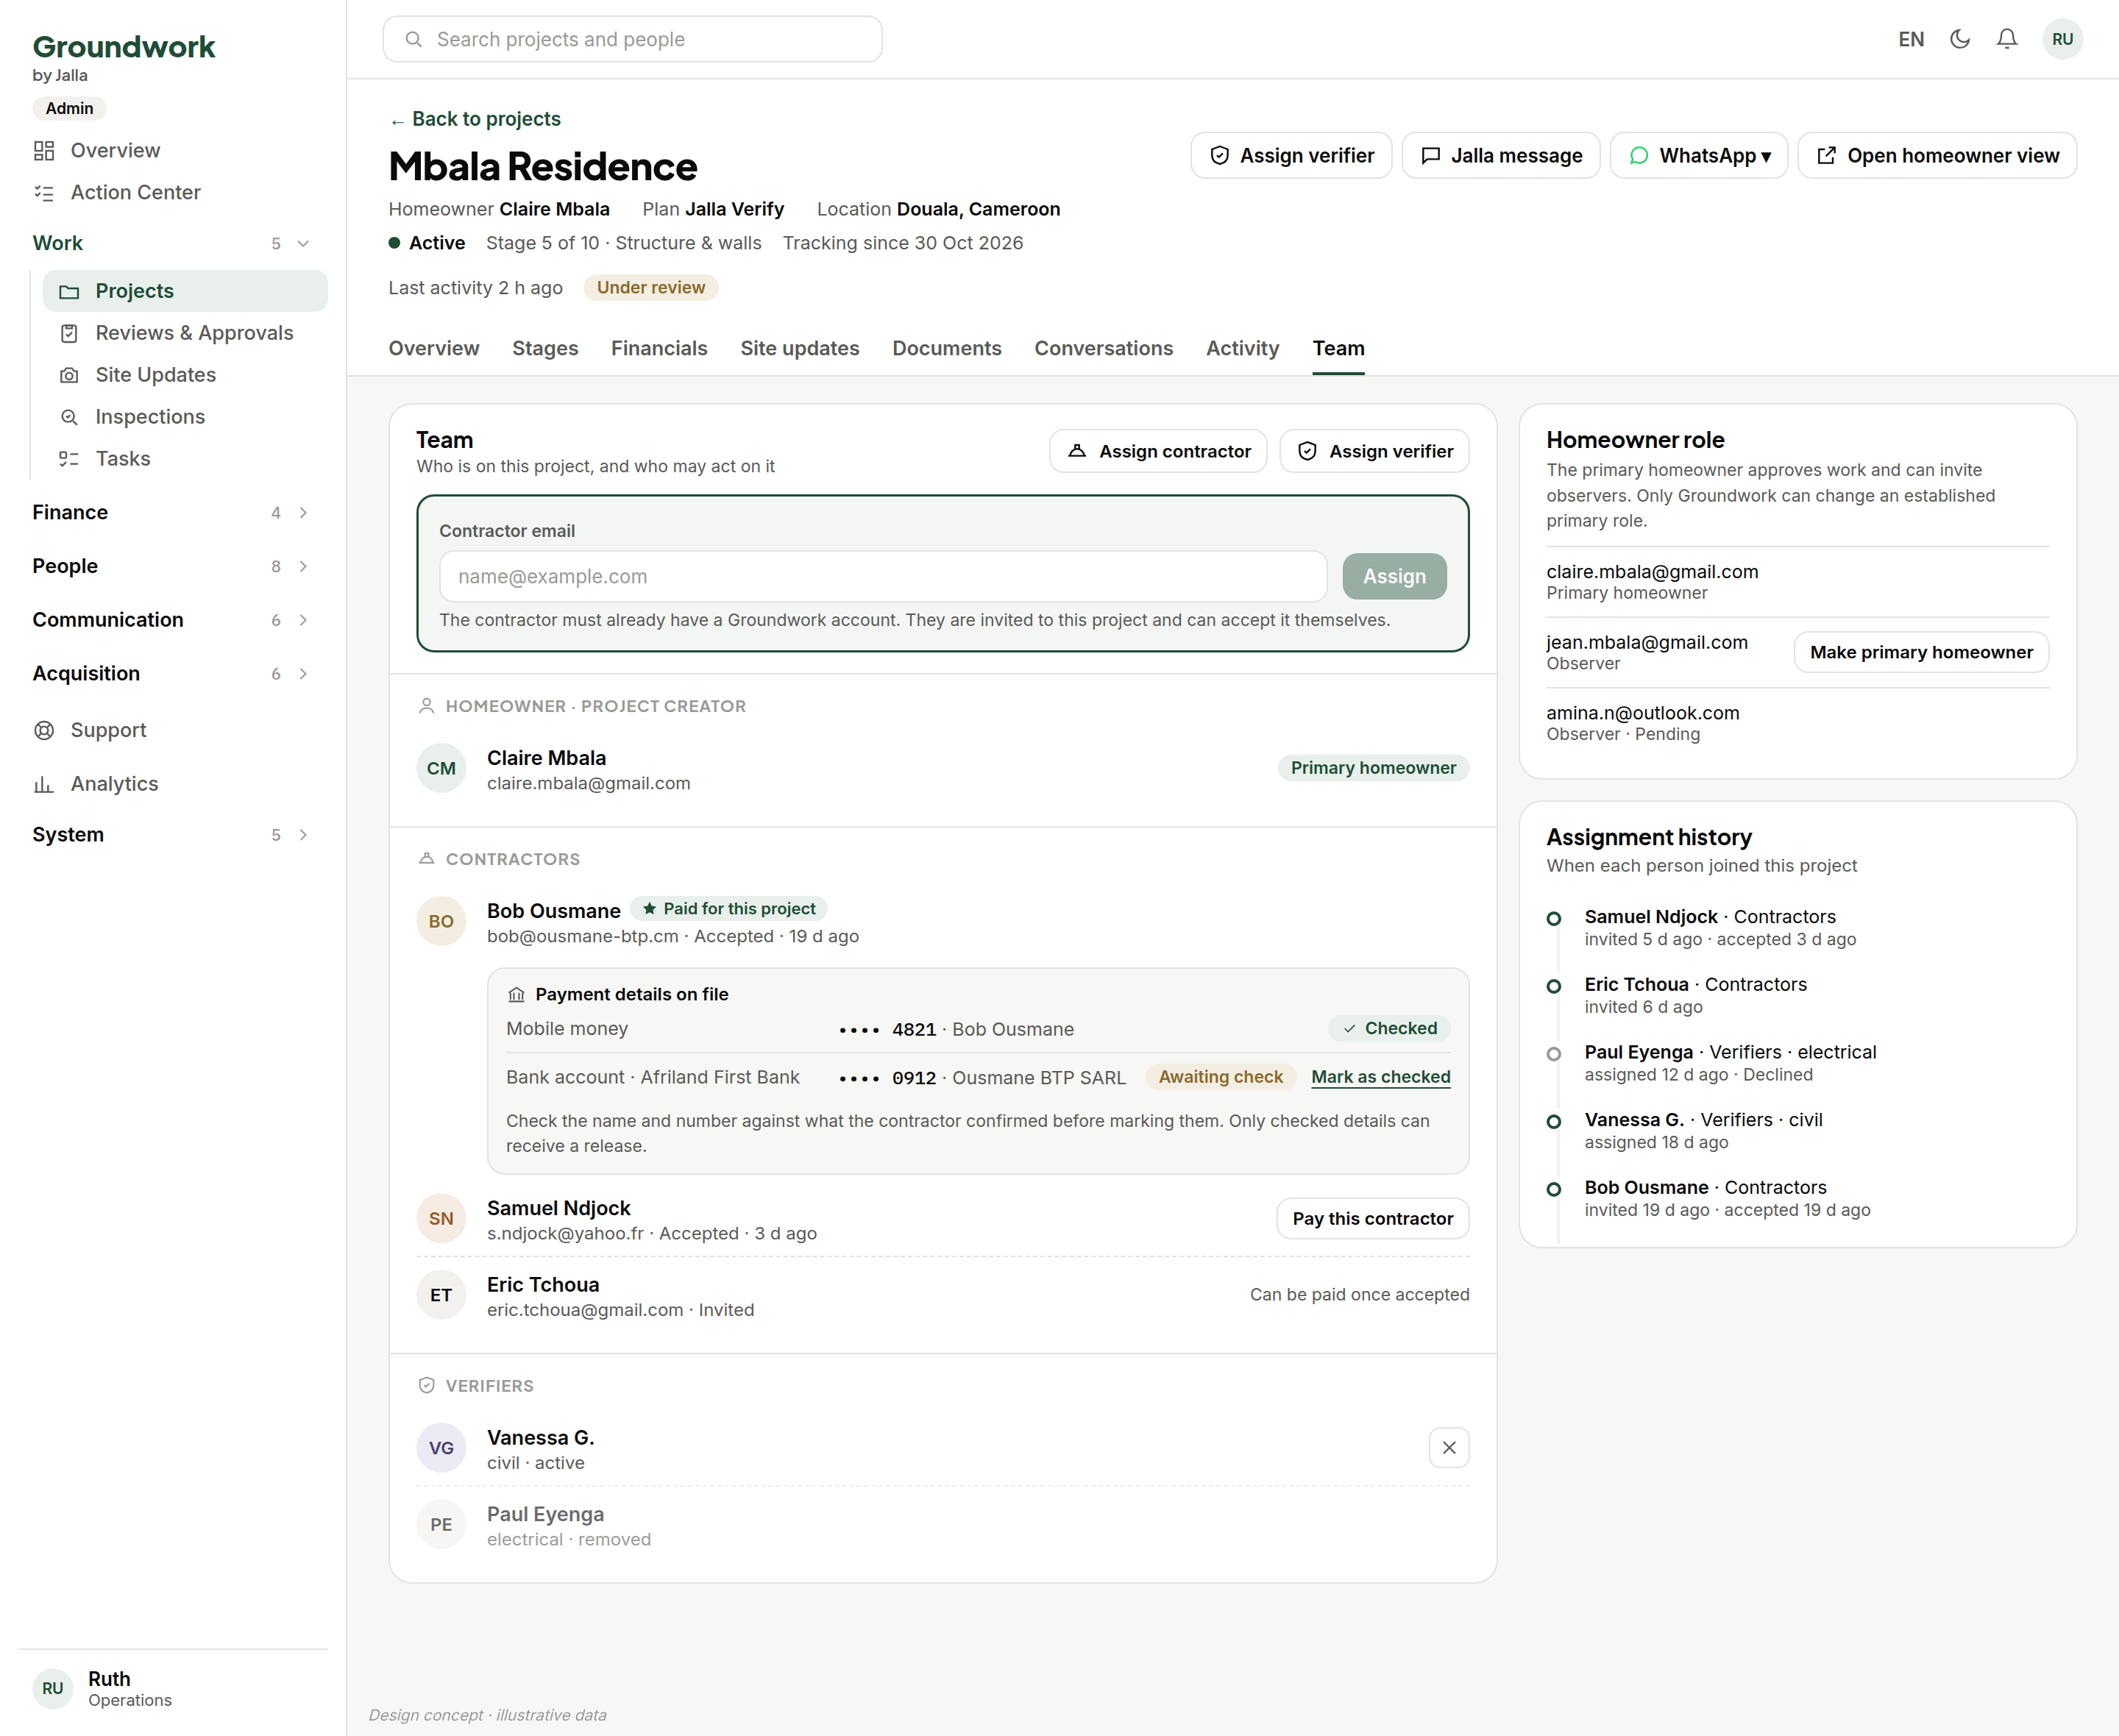 Groundwork
by Jalla
Admin
Overview
Action Center
Work 5
Projects
Reviews & Approvals
Site Updates
Inspections
Tasks
Finance 4
People 8
Communication 6
Acquisition 6
Support
Analytics
System 5
RU Ruth
Operations
Search projects and people
EN RU
← Back to projects
Mbala Residence
Assign verifier
Jalla message
WhatsApp ▾
Open homeowner view
Homeowner Claire Mbala Plan Jalla Verify Location Douala, Cameroon
Active Stage 5 of 10 · Structure & walls Tracking since 30 Oct 2026
Last activity 2 h ago Under review
Overview Stages Financials Site updates Documents Conversations Activity Team
Team
Who is on this project, and who may act on it
Assign contractor
Assign verifier
Contractor email
name@example.com
Assign
The contractor must already have a Groundwork account. They are invited to this project and can accept it themselves.
HOMEOWNER · PROJECT CREATOR
CM
Claire Mbala
claire.mbala@gmail.com
Primary homeowner
CONTRACTORS
BO
Bob Ousmane ★ Paid for this project
bob@ousmane-btp.cm · Accepted · 19 d ago
Payment details on file
Mobile money •••• 4821 · Bob Ousmane Checked
Bank account · Afriland First Bank •••• 0912 · Ousmane BTP SARL Awaiting check Mark as checked
Check the name and number against what the contractor confirmed before marking them. Only checked details can
receive a release.
SN
Samuel Ndjock
s.ndjock@yahoo.fr · Accepted · 3 d ago
Pay this contractor
ET
Eric Tchoua
eric.tchoua@gmail.com · Invited
Can be paid once accepted
VERIFIERS
VG
Vanessa G.
civil · active
PE
Paul Eyenga
electrical · removed
Homeowner role
The primary homeowner approves work and can invite
observers. Only Groundwork can change an established
primary role.
claire.mbala@gmail.com
Primary homeowner
jean.mbala@gmail.com
Observer
Make primary homeowner
amina.n@outlook.com
Observer · Pending
Assignment history
When each person joined this project
Samuel Ndjock · Contractors
invited 5 d ago · accepted 3 d ago
Eric Tchoua · Contractors
invited 6 d ago
Paul Eyenga · Verifiers · electrical
assigned 12 d ago · Declined
Vanessa G. · Verifiers · civil
assigned 18 d ago
Bob Ousmane · Contractors
invited 19 d ago · accepted 19 d ago
Design concept · illustrative data